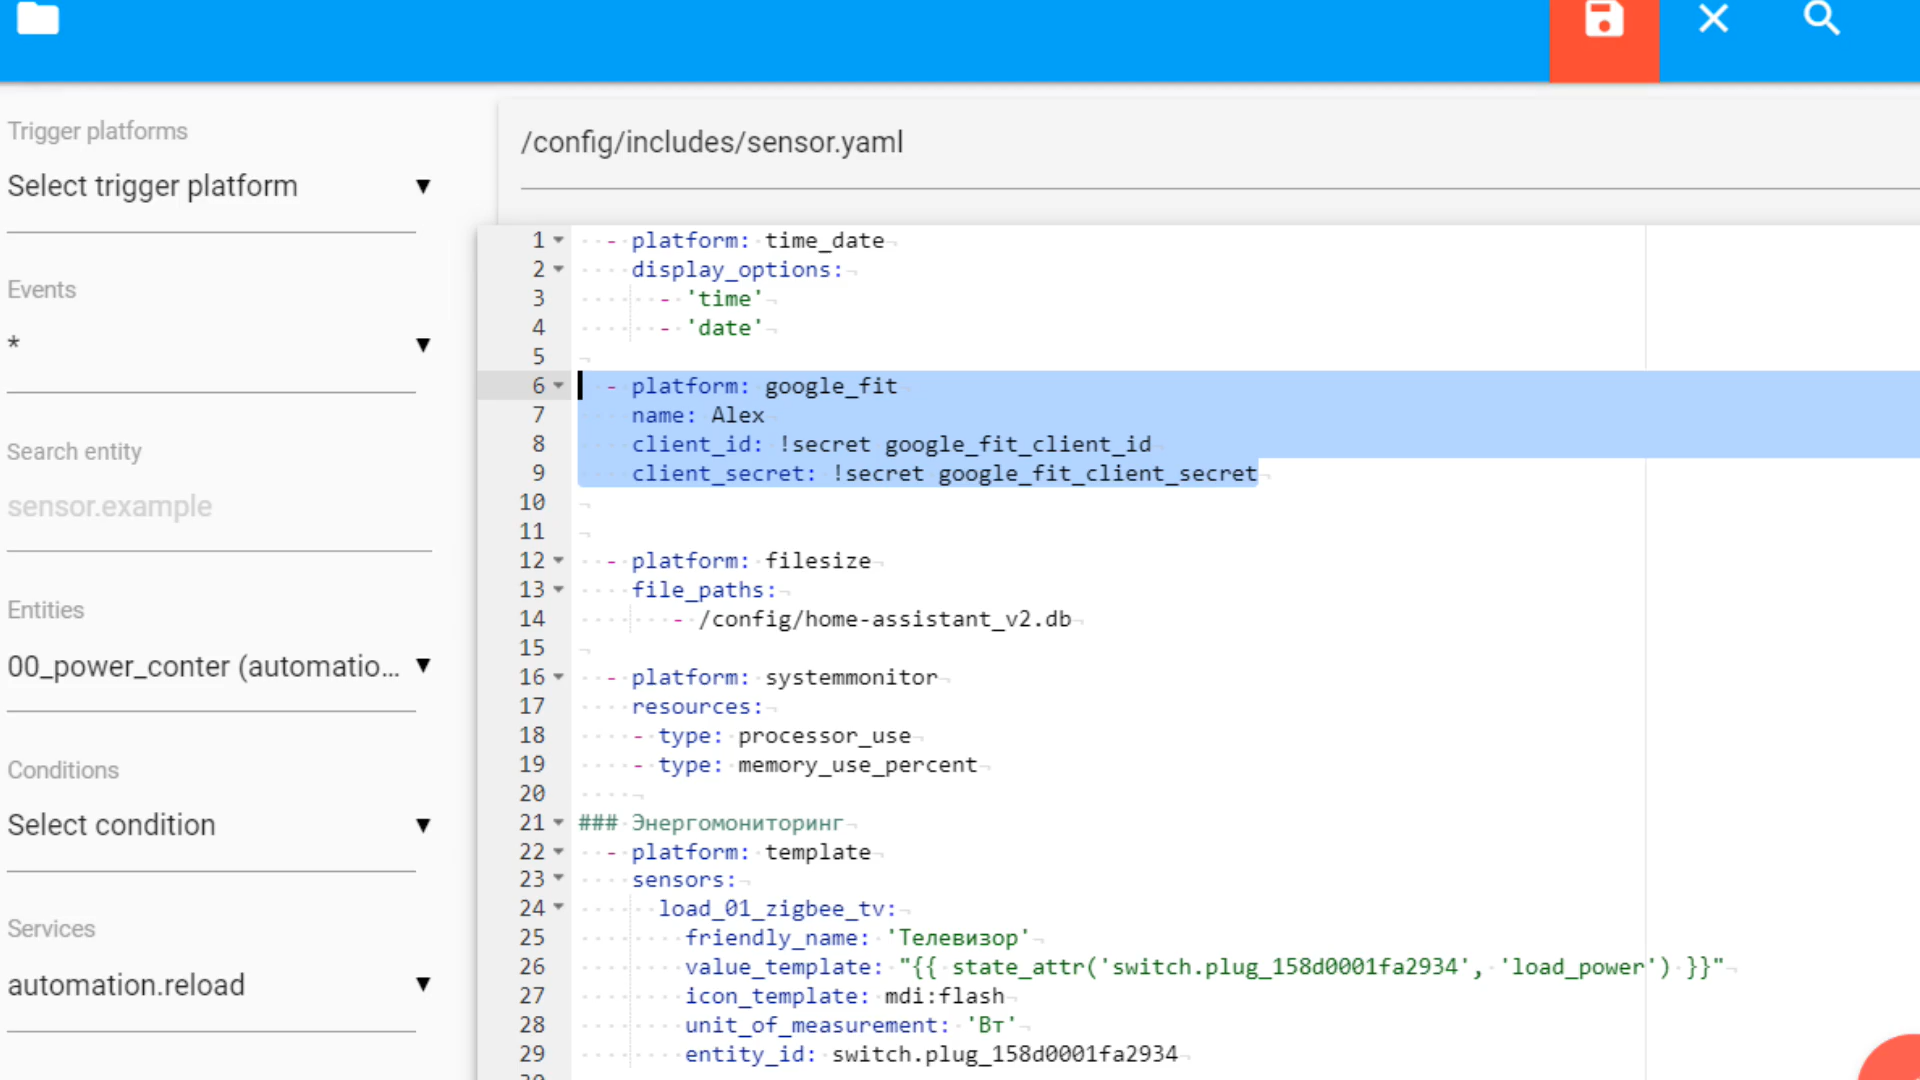 Trigger platforms
Select trigger platform
Events
*
Search entity
sensor.example
Entities
00_power_conter (automatio...
Conditions
Select condition
Services
automation.reload
/config/includes/sensor.yaml
1 - platform: time_date
2 display_options:
3 - 'time'
4 - 'date'
5
6 - platform: google_fit
7 name: Alex
8 client_id: !secret google_fit_client_id
9 client_secret: !secret google_fit_client_secret
10
11
12 - platform: filesize
13 file_paths:
14 - /config/home-assistant_v2.db
15
16 - platform: systemmonitor
17 resources:
18 - type: processor_use
19 - type: memory_use_percent
20
21 ### Энергомониторинг
22 - platform: template
23 sensors:
24 load_01_zigbee_tv:
25 friendly_name: 'Телевизор'
26 value_template: "{{ state_attr('switch.plug_158d0001fa2934', 'load_power') }}"
27 icon_template: mdi:flash
28 unit_of_measurement: 'Вт'
29 entity_id: switch.plug_158d0001fa2934